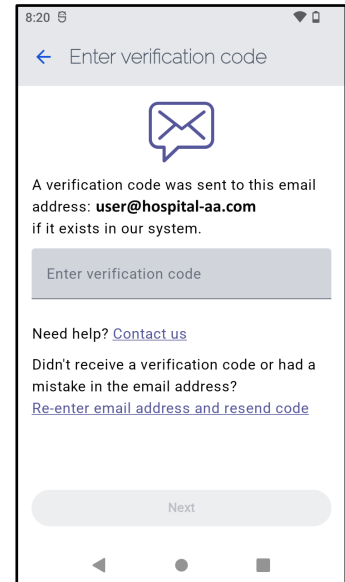 8:20
Enter verification code
A verification code was sent to this email
address: user@hospital-aa.com
if it exists in our system.
Enter verification code
Need help? Contact us
Didn't receive a verification code or had a
mistake in the email address?
Re-enter email address and resend code
Next